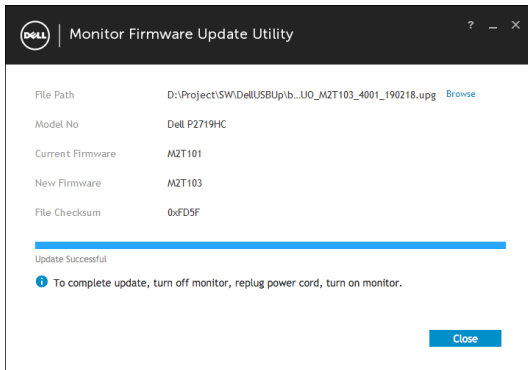 DELL Monitor Firmware Update Utility ? _ ×
File Path D:\Project\SW\DellUSBUp\b...UO_M2T103_4001_190218.upg Browse
Model No Dell P2719HC
Current Firmware M2T101
New Firmware M2T103
File Checksum 0xFD5F
Update Successful
To complete update, turn off monitor, replug power cord, turn on monitor.
Close